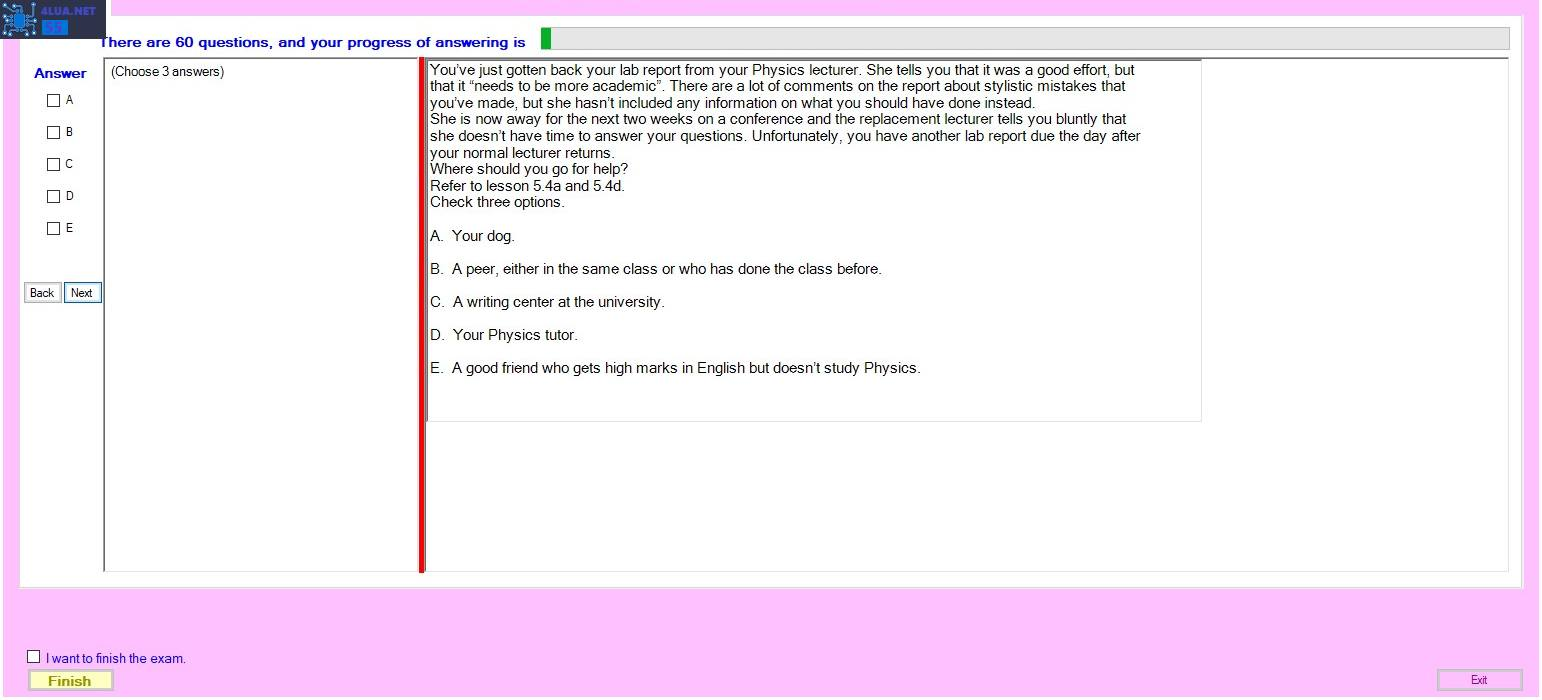 4LUA.NET
55
There are 60 questions, and your progress of answering is
Answer
A
B
C
D
E
Back
Next
(Choose 3 answers)
You've just gotten back your lab report from your Physics lecturer. She tells you that it was a good effort, but
that it “needs to be more academic”. There are a lot of comments on the report about stylistic mistakes that
you've made, but she hasn't included any information on what you should have done instead.
She is now away for the next two weeks on a conference and the replacement lecturer tells you bluntly that
she doesn't have time to answer your questions. Unfortunately, you have another lab report due the day after
your normal lecturer returns.
Where should you go for help?
Refer to lesson 5.4a and 5.4d.
Check three options.
A. Your dog.
B. A peer, either in the same class or who has done the class before.
C. A writing center at the university.
D. Your Physics tutor.
E. A good friend who gets high marks in English but doesn't study Physics.
I want to finish the exam.
Finish
Exit